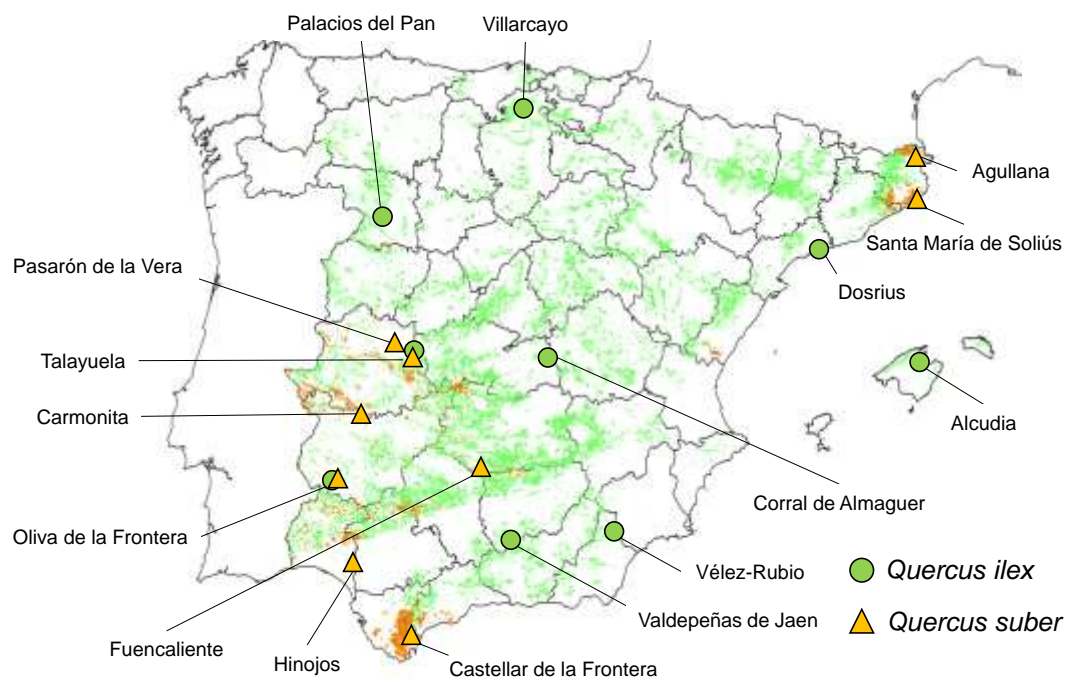 Palacios del Pan
Villarcayo
Agullana
Santa María de Soliús
Pasarón de la Vera
Dosrius
Talayuela
Carmonita
Alcudia
Corral de Almaguer
Oliva de la Frontera
Vélez-Rubio
Quercus ilex
Valdepeñas de Jaen
Quercus suber
Fuencaliente
Hinojos
Castellar de la Frontera